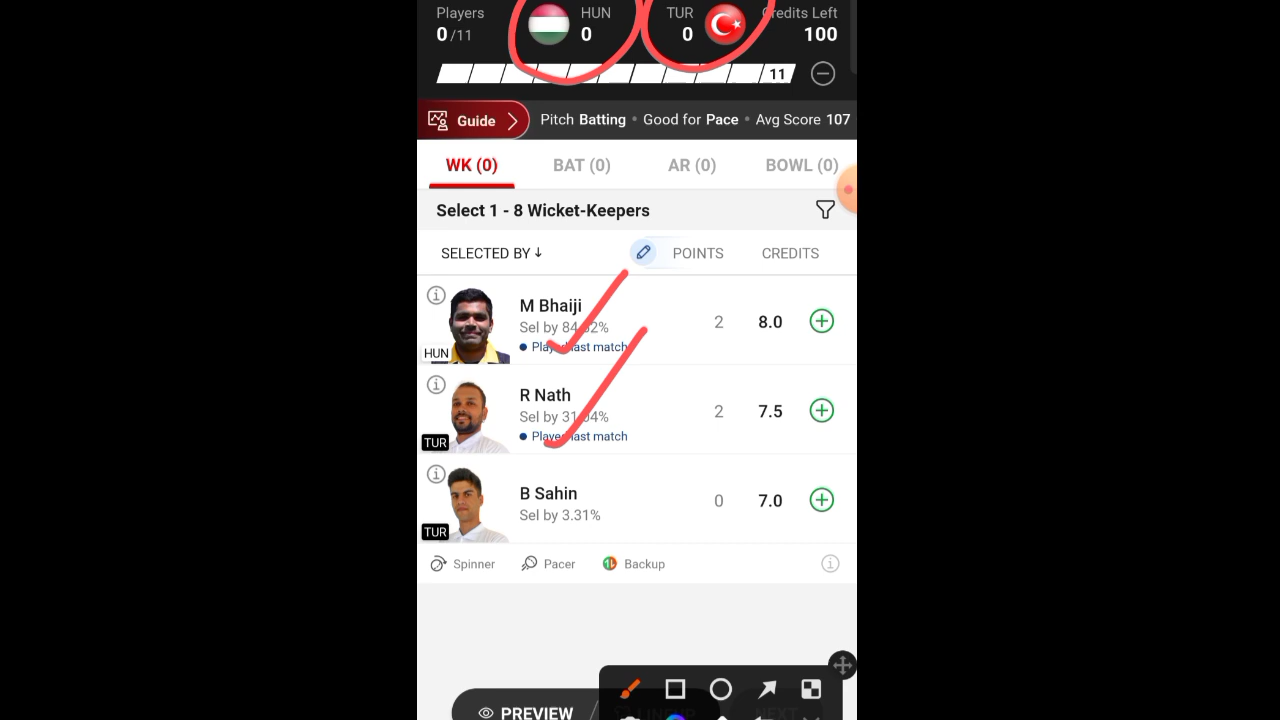 Players HUN TUR Credits Left
0/11 0 0 100
11
Guide Pitch Batting • Good for Pace • Avg Score 107
WK (0) BAT (0) AR (0) BOWL (0)
Select 1 - 8 Wicket-Keepers
SELECTED BY ↓ POINTS CREDITS
M Bhaiji
Sel by 84. 2% 2 8.0
HUN last match
R Nath
Sel by 31. 4% 2 7.5
TUR last match
B Sahin
Sel by 3.31% 0 7.0
TUR
Spinner Pacer Backup
PREVIEW